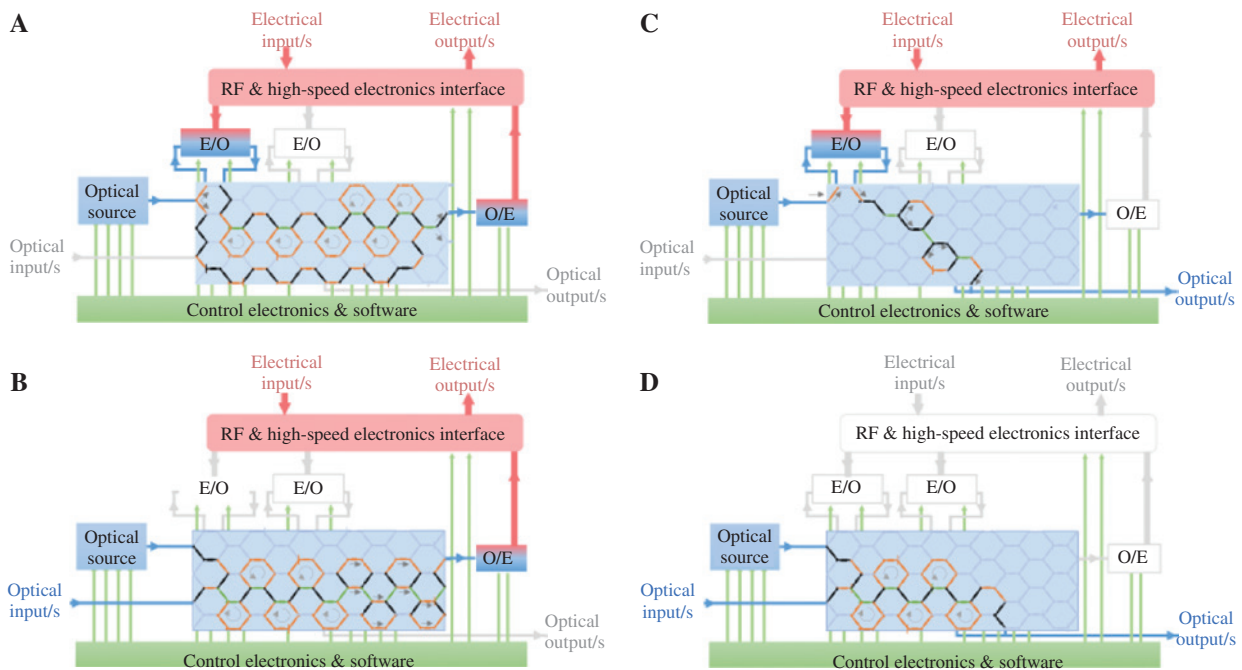 A
Electrical
input/s
Electrical
output/s
RF & high-speed electronics interface
E/O
E/O
Optical
source
O/E
Optical
input/s
Optical
output/s
Control electronics & software
C
Electrical
input/s
Electrical
output/s
RF & high-speed electronics interface
E/O
E/O
Optical
source
O/E
Optical
input/s
Optical
output/s
Control electronics & software
B
Electrical
input/s
Electrical
output/s
RF & high-speed electronics interface
E/O
E/O
Optical
source
O/E
Optical
input/s
Optical
output/s
Control electronics & software
D
Electrical
input/s
Electrical
output/s
RF & high-speed electronics interface
E/O
E/O
Optical
source
O/E
Optical
input/s
Optical
output/s
Control electronics & software